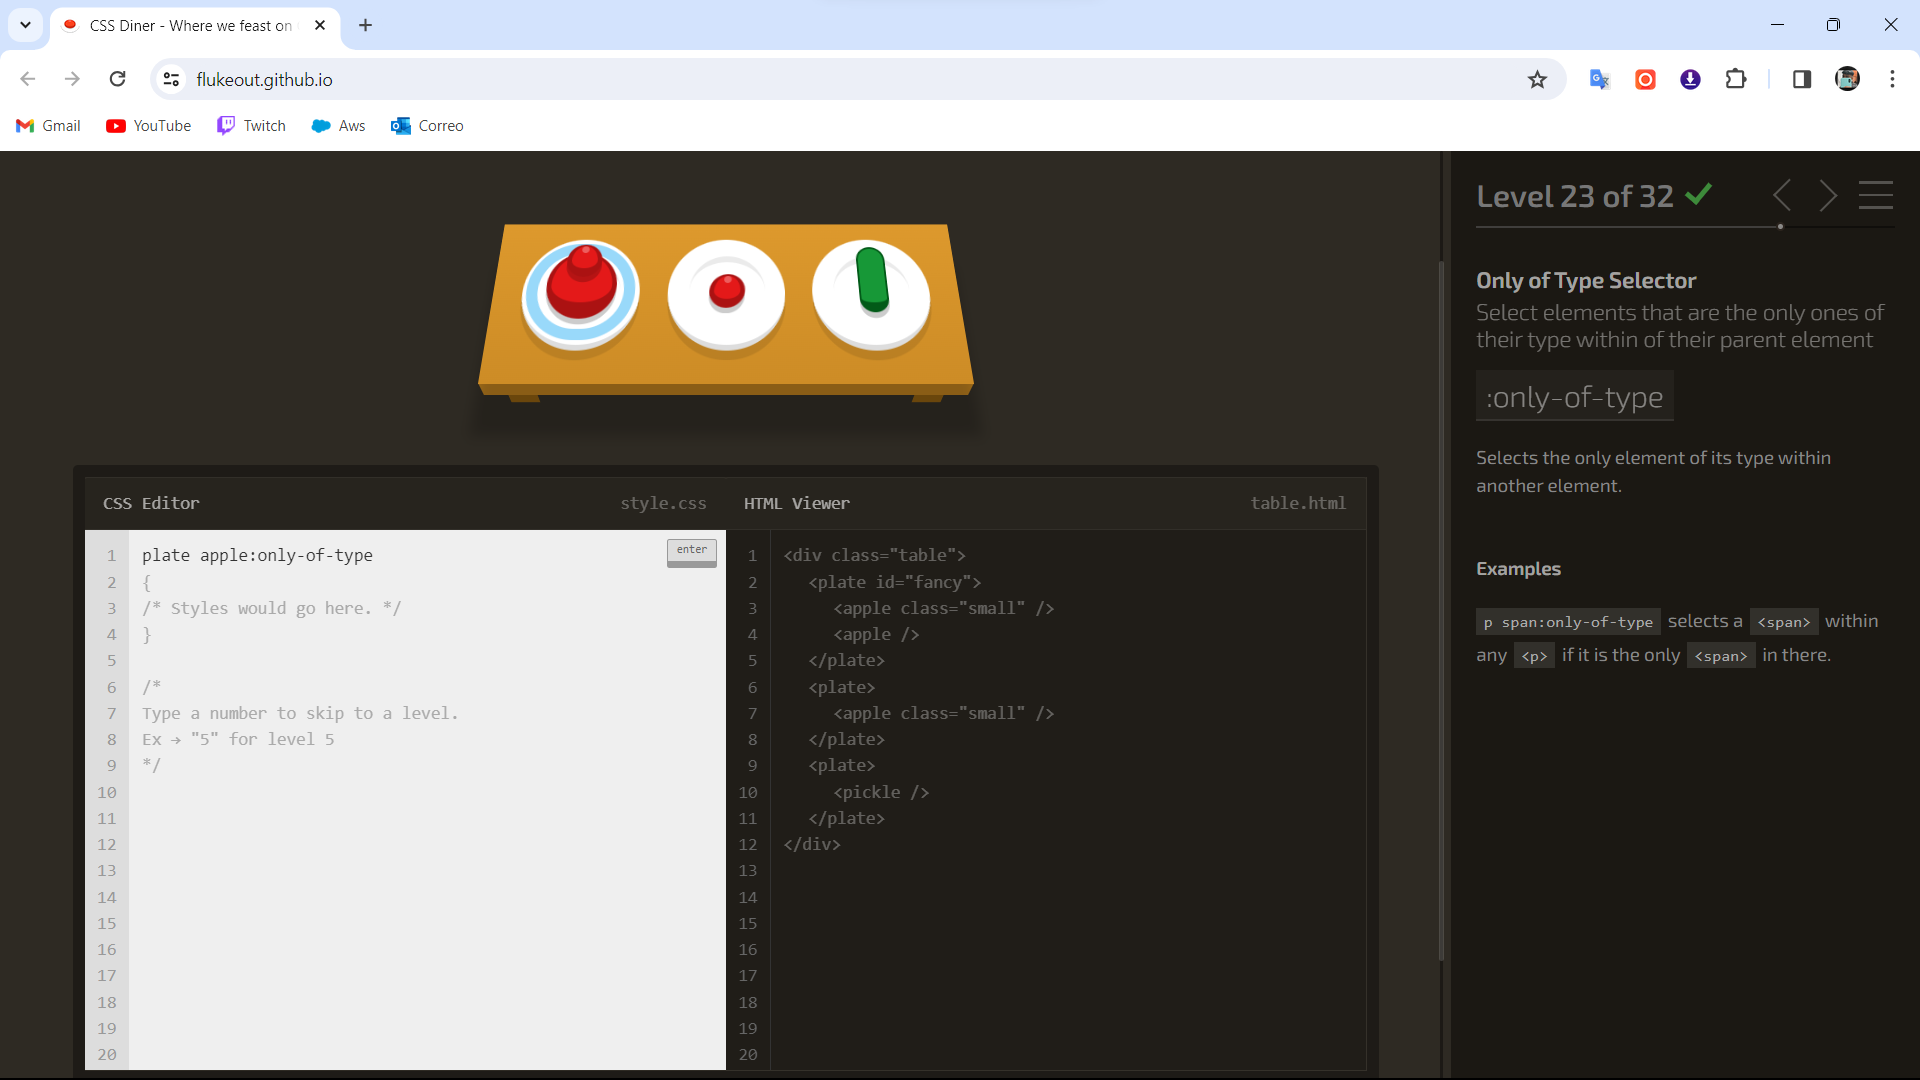 CSS Diner - Where we feast on
flukeout.github.io
Gmail YouTube Twitch Aws Correo
Level 23 of 32
Only of Type Selector
Select elements that are the only ones of
their type within of their parent element
:only-of-type
Selects the only element of its type within
another element.
Examples
p span:only-of-type selects a <span> within
any <p> if it is the only <span> in there.
CSS Editor style.css
enter
1 plate apple:only-of-type
2 {
3 /* Styles would go here. */
4 }
5
6 /*
7 Type a number to skip to a level.
8 Ex → "5" for level 5
9 */
10
11
12
13
14
15
16
17
18
19
20
HTML Viewer table.html
1 <div class="table">
2 <plate id="fancy">
3 <apple class="small" />
4 <apple />
5 </plate>
6 <plate>
7 <apple class="small" />
8 </plate>
9 <plate>
10 <pickle />
11 </plate>
12 </div>
13
14
15
16
17
18
19
20